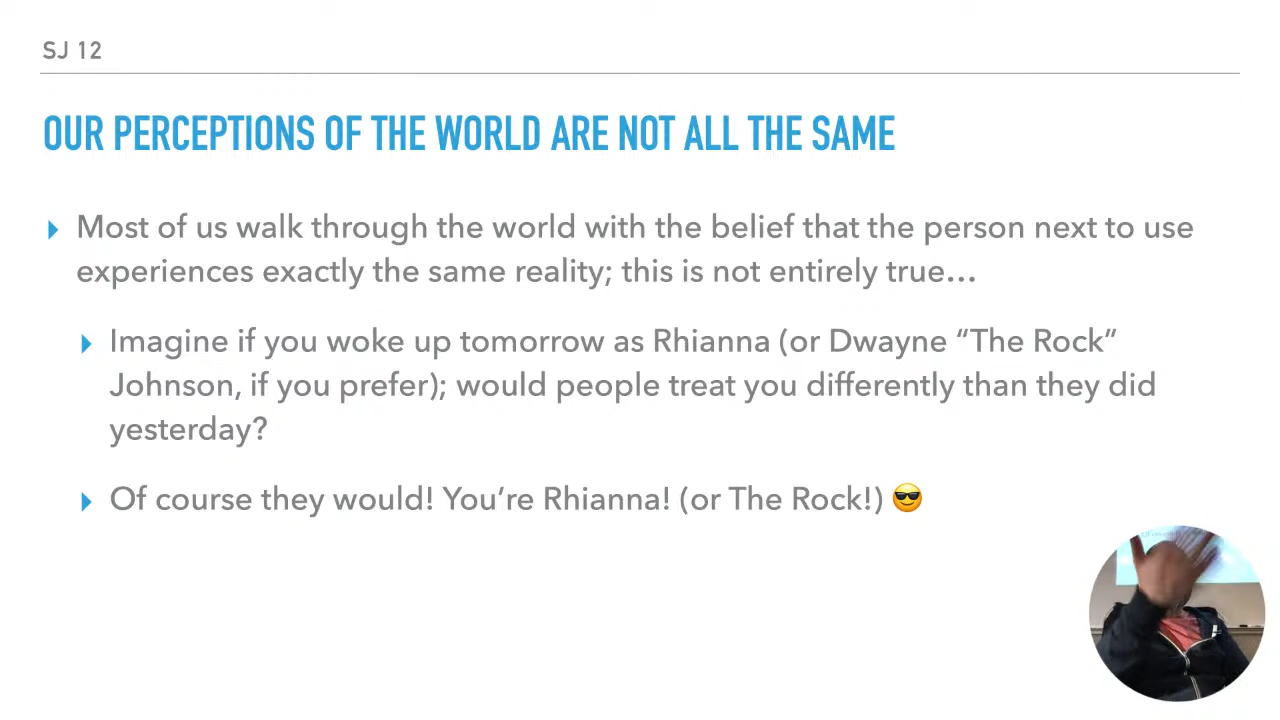 SJ 12
OUR PERCEPTIONS OF THE WORLD ARE NOT ALL THE SAME
Most of us walk through the world with the belief that the person next to use
experiences exactly the same reality; this is not entirely true…
Imagine if you woke up tomorrow as Rhianna (or Dwayne “The Rock”
Johnson, if you prefer); would people treat you differently than they did
yesterday?
Of course they would! You’re Rhianna! (or The Rock!) 😎